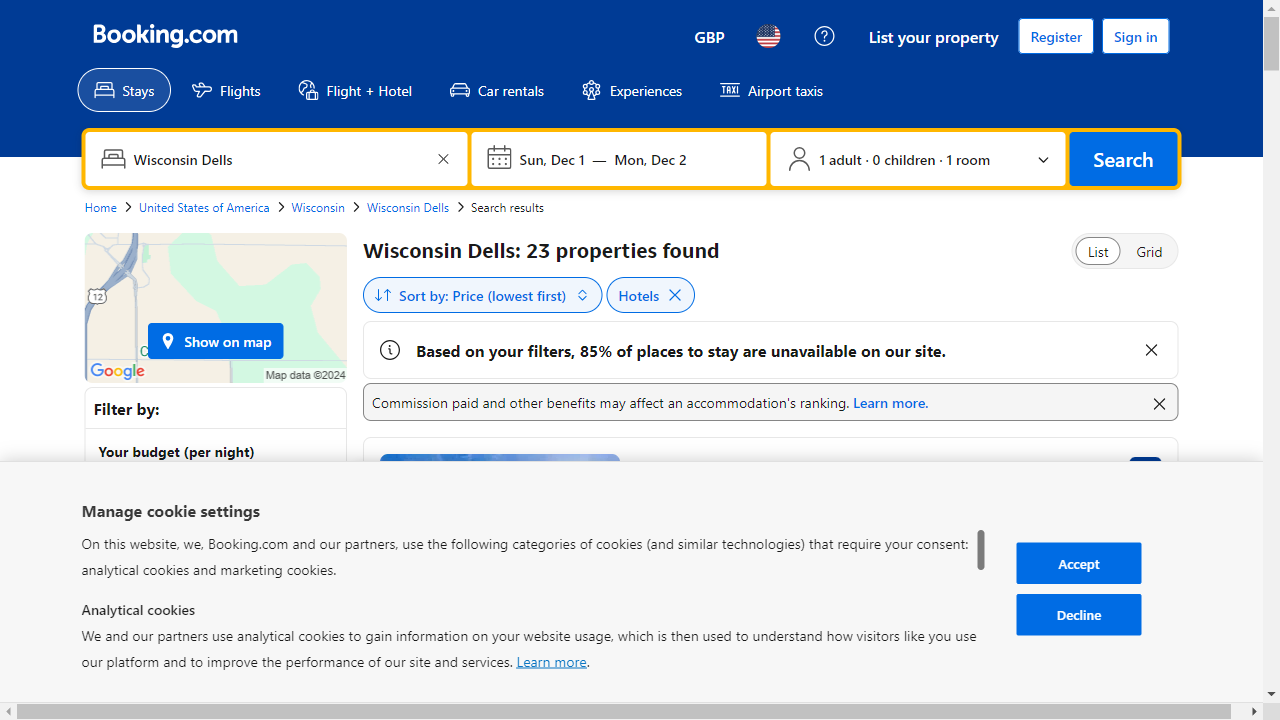 Booking.com
GBP
List your property
Register
Sign in
Stays
Flights
Flight + Hotel
Car rentals
Experiences
TAXI Airport taxis
Wisconsin Dells
Sun, Dec 1 — Mon, Dec 2
1 adult · 0 children · 1 room
Search
Home
United States of America
Wisconsin
Wisconsin Dells
Search results
12
Show on map
Google
Map data ©2024
Wisconsin Dells: 23 properties found
List
Grid
Sort by: Price (lowest first)
Hotels
Based on your filters, 85% of places to stay are unavailable on our site.
Commission paid and other benefits may affect an accommodation's ranking. Learn more.
Filter by:
Your budget (per night)
Manage cookie settings
On this website, we, Booking.com and our partners, use the following categories of cookies (and similar technologies) that require your consent:
analytical cookies and marketing cookies.
Analytical cookies
We and our partners use analytical cookies to gain information on your website usage, which is then used to understand how visitors like you use
our platform and to improve the performance of our site and services. Learn more.
Accept
Decline